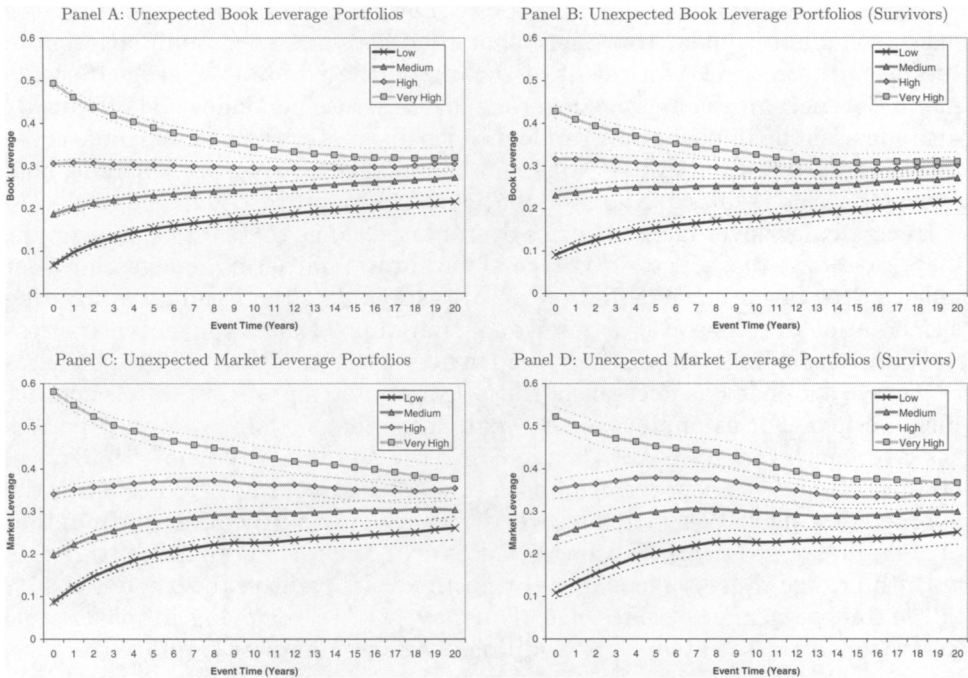 Panel A: Unexpected Book Leverage Portfolios
0.6
0.5
0.4
0.3
0.2
0.1
0
Book Leverage
Low
Medium
High
Very High
0 1 2 3 4 5 6 7 8 9 10 11 12 13 14 15 16 17 18 19 20
Event Time (Years)
Panel B: Unexpected Book Leverage Portfolios (Survivors)
0.6
0.5
0.4
0.3
0.2
0.1
0
Book Leverage
Low
Medium
High
Very High
0 1 2 3 4 5 6 7 8 9 10 11 12 13 14 15 16 17 18 19 20
Event Time (Years)
Panel C: Unexpected Market Leverage Portfolios
0.6
0.5
0.4
0.3
0.2
0.1
0
Market Leverage
Low
Medium
High
Very High
0 1 2 3 4 5 6 7 8 9 10 11 12 13 14 15 16 17 18 19 20
Event Time (Years)
Panel D: Unexpected Market Leverage Portfolios (Survivors)
0.6
0.5
0.4
0.3
0.2
0.1
0
Market Leverage
Low
Medium
High
Very High
0 1 2 3 4 5 6 7 8 9 10 11 12 13 14 15 16 17 18 19 20
Event Time (Years)